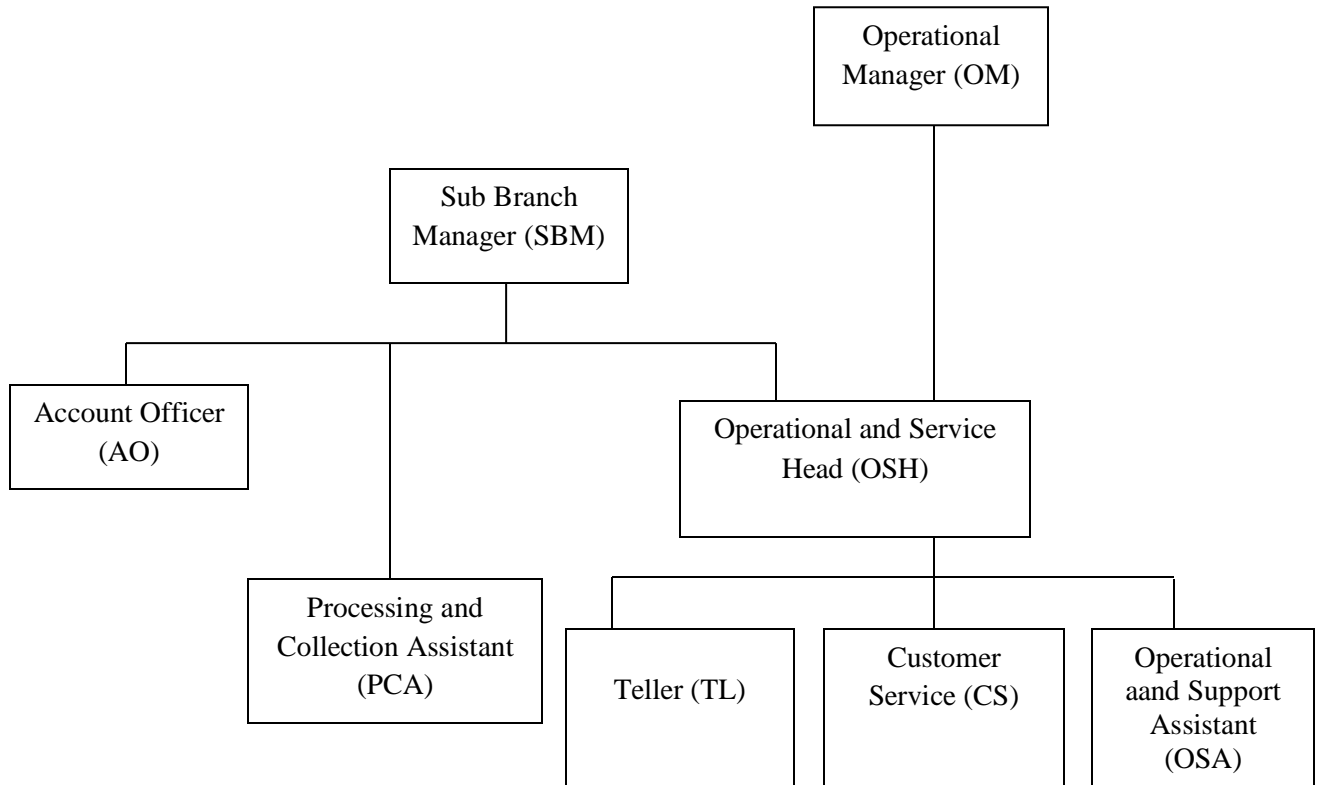 Operational
Manager (OM)
Sub Branch
Manager (SBM)
Account Officer
(AO)
Operational and Service
Head (OSH)
Processing and
Collection Assistant
(PCA)
Teller (TL)
Customer
Service (CS)
Operational
aand Support
Assistant
(OSA)